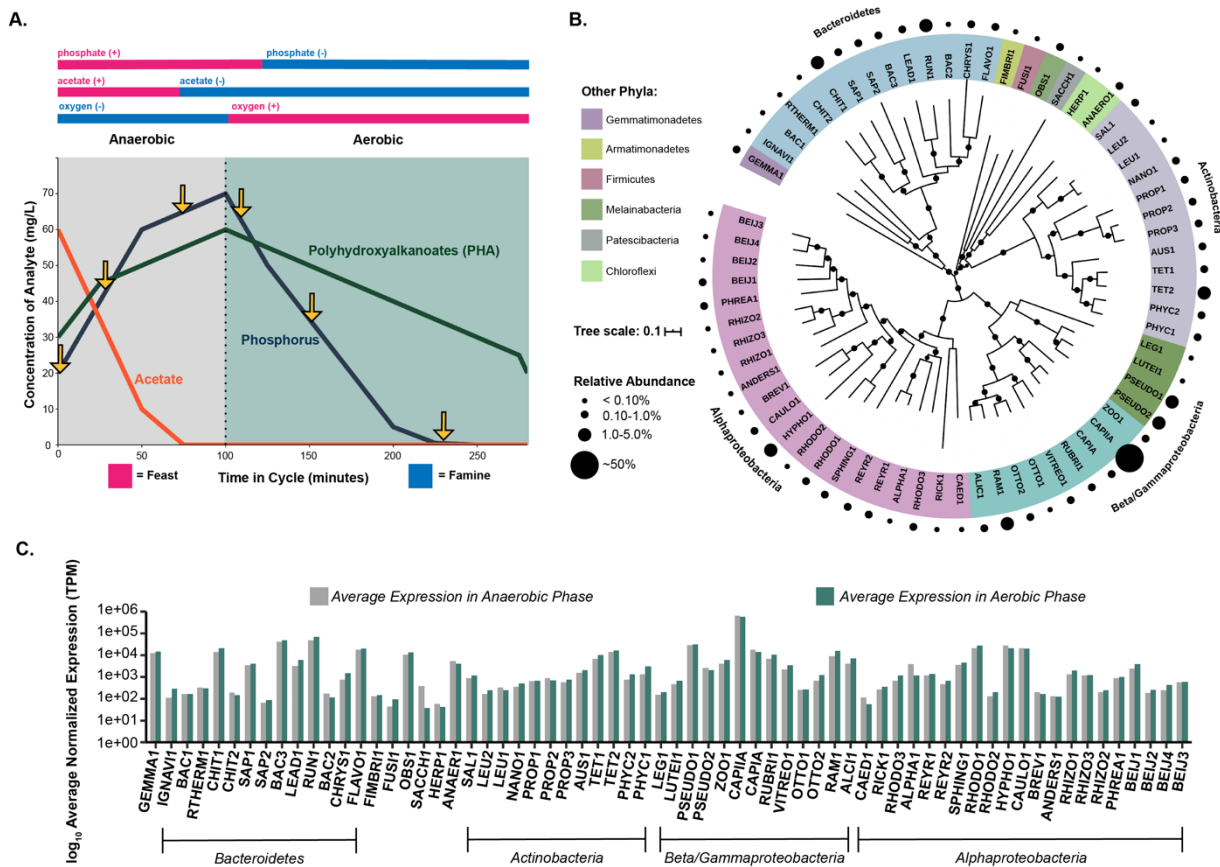 A.
phosphate (+)
phosphate (-)
acetate (+)
acetate (-)
oxygen (-)
oxygen (+)
Anaerobic
Aerobic
Concentration of Analyte (mg/L)
70
60
50
40
30
20
10
0
Polyhydroxyalkanoates (PHA)
Phosphorus
Acetate
0
50
100
150
200
250
= Feast
Time in Cycle (minutes)
= Famine
B.
Other Phyla:
Gemmatimonadetes
Armatimonadetes
Firmicutes
Melainabacteria
Patescibacteria
Chloroflexi
Tree scale: 0.1
Relative Abundance
< 0.10%
0.10-1.0%
1.0-5.0%
~50%
Bacteroidetes
Actinobacteria
Beta/Gammaproteobacteria
Alphaproteobacteria
GEMMA1
IGNAVI1
BAC1
RTHERM1
CHIT2
CHIT1
SAP1
SAP2
BAC3
LEAD1
RUN1
BAC2
CHRYS1
FLAVO1
FIMBRI1
FUSI1
OBS1
SACCH1
HERP1
ANAERO1
SAL1
LEU2
LEU1
NANO1
PROP1
PROP2
PROP3
AUS1
TET1
TET2
PHYC2
PHYC1
LEG1
LUTEI1
PSEUDO1
PSEUDO2
ZOO1
CAPIIA
CAPIA
RUBRI1
VITREO1
OTTO1
OTTO2
RAM1
ALIC1
CAED1
RICK1
RHODO3
ALPHA1
REYR1
REYR2
SPHING1
RHODO1
RHODO2
HYPHO1
CAULO1
BREV1
ANDERS1
RHIZO1
RHIZO3
RHIZO2
PHREA1
BEIJ1
BEIJ2
BEIJ4
BEIJ3
C.
Average Expression in Anaerobic Phase
Average Expression in Aerobic Phase
log10 Average Normalized Expression (TPM)
1e+06
1e+05
1e+04
1e+03
1e+02
1e+01
1e+00
GEMMA1
IGNAVI1
BAC1
RTHERM1
CHIT1
CHIT2
SAP1
SAP2
BAC3
LEAD1
RUN1
BAC2
CHRYS1
FLAVO1
FIMBRI1
FUSI1
OBS1
SACCH1
HERP1
ANAER1
SAL1
LEU2
LEU1
NANO1
PROP1
PROP2
PROP3
AUS1
TET1
TET2
PHYC2
PHYC1
LEG1
LUTEI1
PSEUDO1
PSEUDO2
ZOO1
CAPIIA
CAPIA
RUBRI1
VITREO1
OTTO1
OTTO2
RAM1
ALCI1
CAED1
RICK1
RHODO3
ALPHA1
REYR1
REYR2
SPHING1
RHODO1
RHODO2
HYPHO1
CAULO1
BREV1
ANDERS1
RHIZO1
RHIZO3
RHIZO2
PHREA1
BEIJ1
BEIJ2
BEIJ4
BEIJ3
Bacteroidetes
Actinobacteria
Beta/Gammaproteobacteria
Alphaproteobacteria